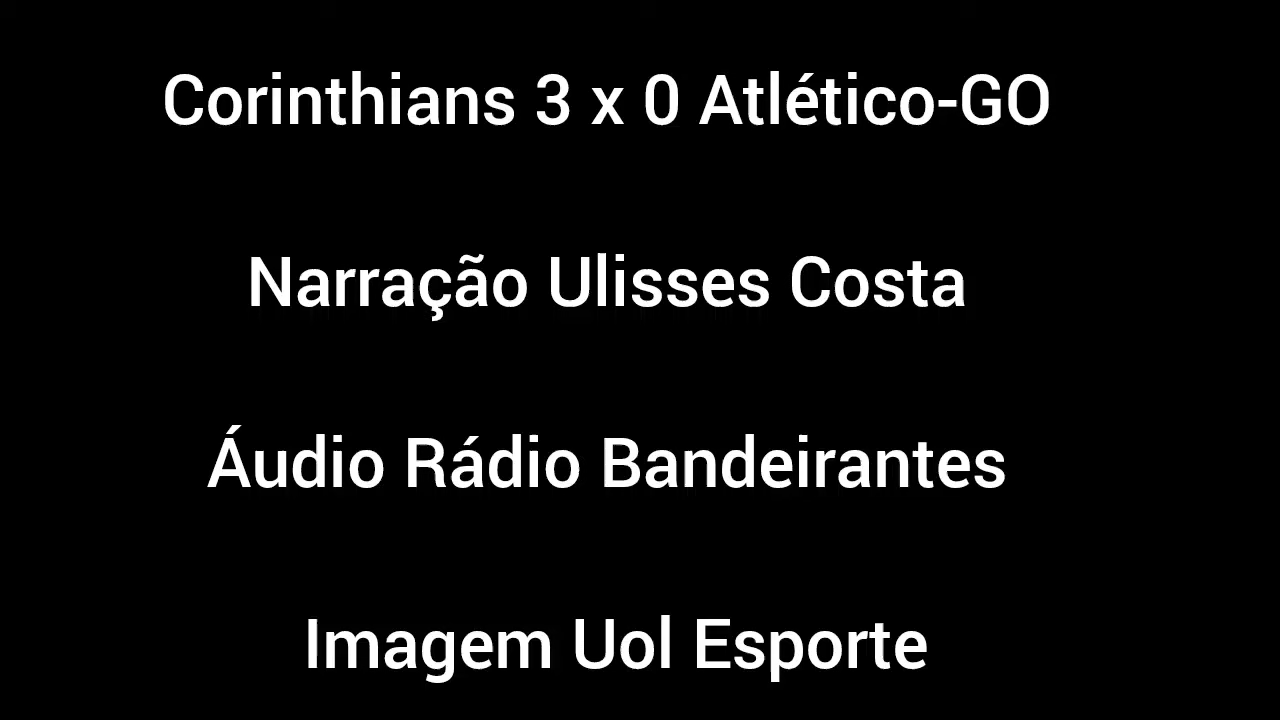 Corinthians 3 x 0 Atlético-GO
Narração Ulisses Costa
Áudio Rádio Bandeirantes
Imagem Uol Esporte